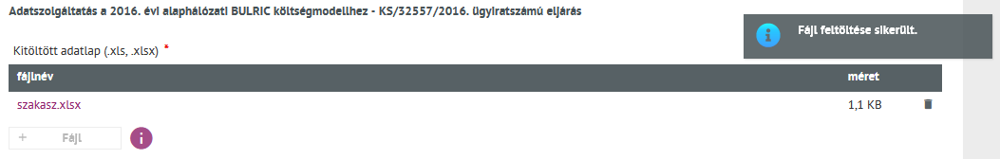 Adatszolgáltatás a 2016. évi alaphálózati BULRIC költségmodellhez - KS/32557/2016. ügyiratszámú eljárás
Fájl feltöltése sikerült.
Kitöltött adatlap (.xls, .xlsx) *
fájlnév méret
szakasz.xlsx 1,1 KB
+ Fájl i